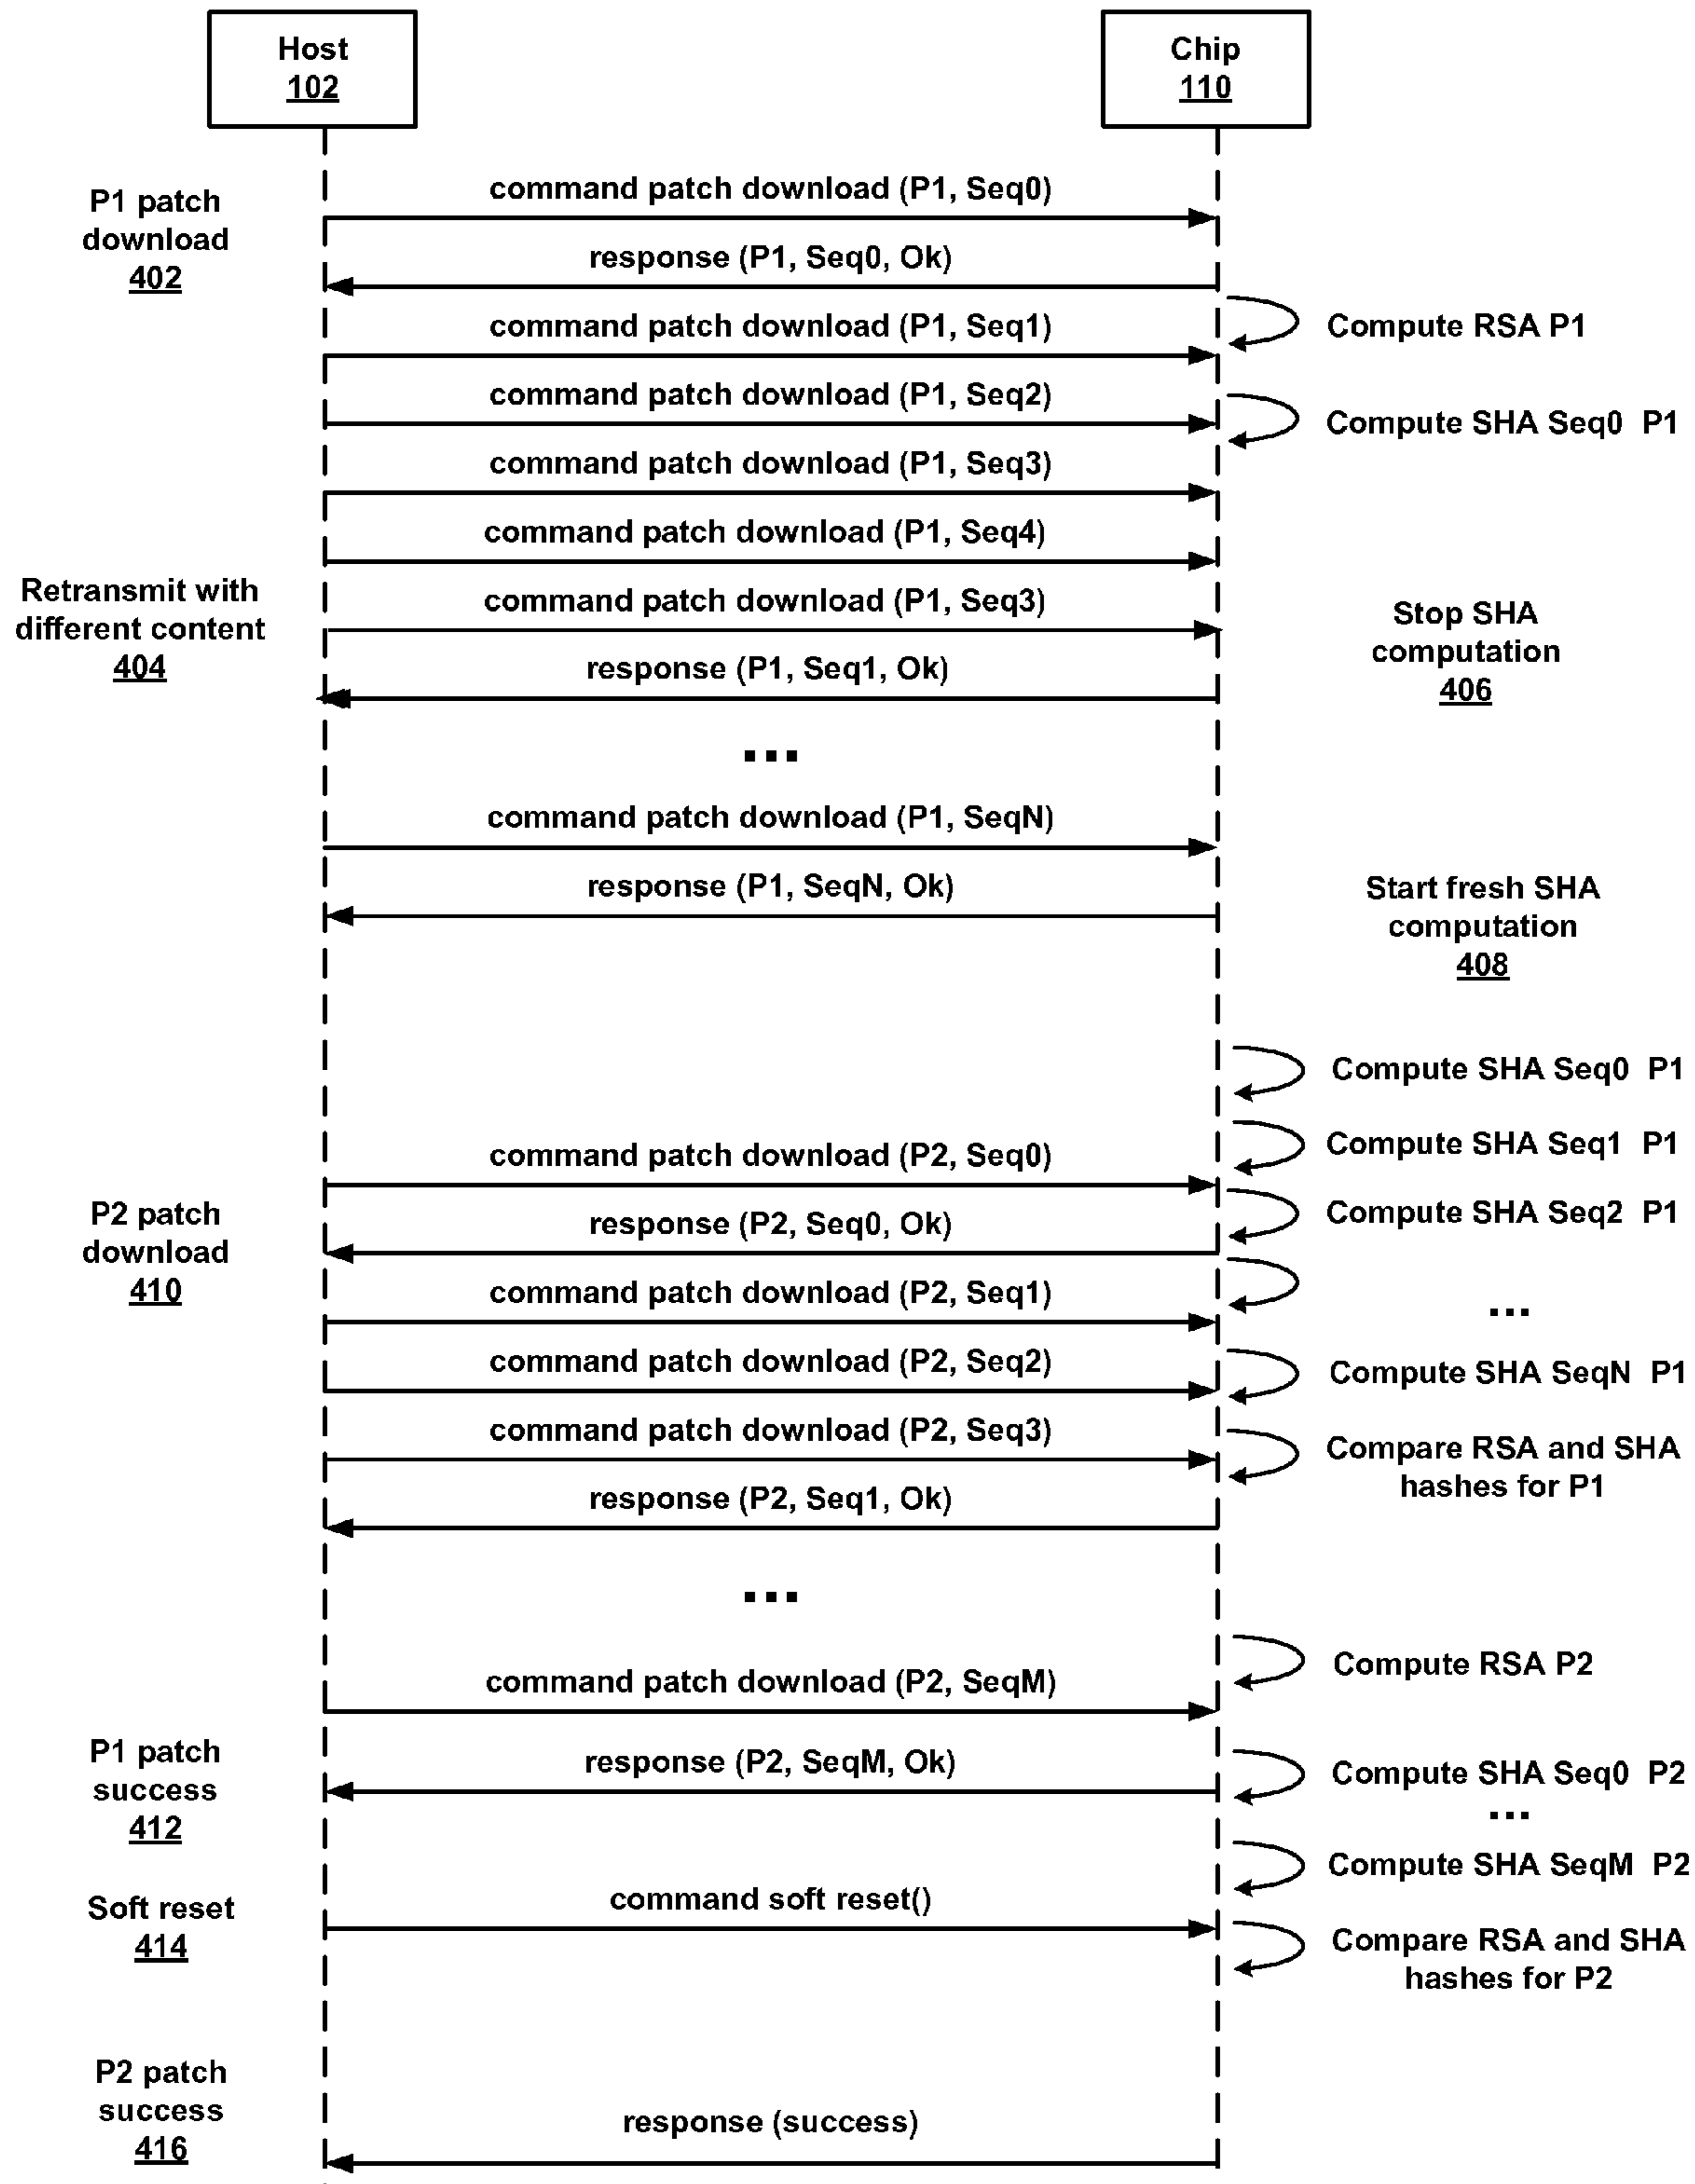 Host
102
Chip
110
P1 patch
download
402
command patch download (P1, Seq0)
response (P1, Seq0, Ok)
command patch download (P1, Seq1)
Compute RSA P1
command patch download (P1, Seq2)
Compute SHA Seq0 P1
command patch download (P1, Seq3)
command patch download (P1, Seq4)
Retransmit with
different content
404
command patch download (P1, Seq3)
Stop SHA
computation
406
response (P1, Seq1, Ok)
...
command patch download (P1, SeqN)
response (P1, SeqN, Ok)
Start fresh SHA
computation
408
Compute SHA Seq0 P1
Compute SHA Seq1 P1
command patch download (P2, Seq0)
Compute SHA Seq2 P1
P2 patch
download
410
response (P2, Seq0, Ok)
command patch download (P2, Seq1)
...
command patch download (P2, Seq2)
Compute SHA SeqN P1
command patch download (P2, Seq3)
Compare RSA and SHA
hashes for P1
response (P2, Seq1, Ok)
...
Compute RSA P2
command patch download (P2, SeqM)
P1 patch
success
412
response (P2, SeqM, Ok)
Compute SHA Seq0 P2
...
Compute SHA SeqM P2
Soft reset
414
command soft reset()
Compare RSA and SHA
hashes for P2
P2 patch
success
416
response (success)